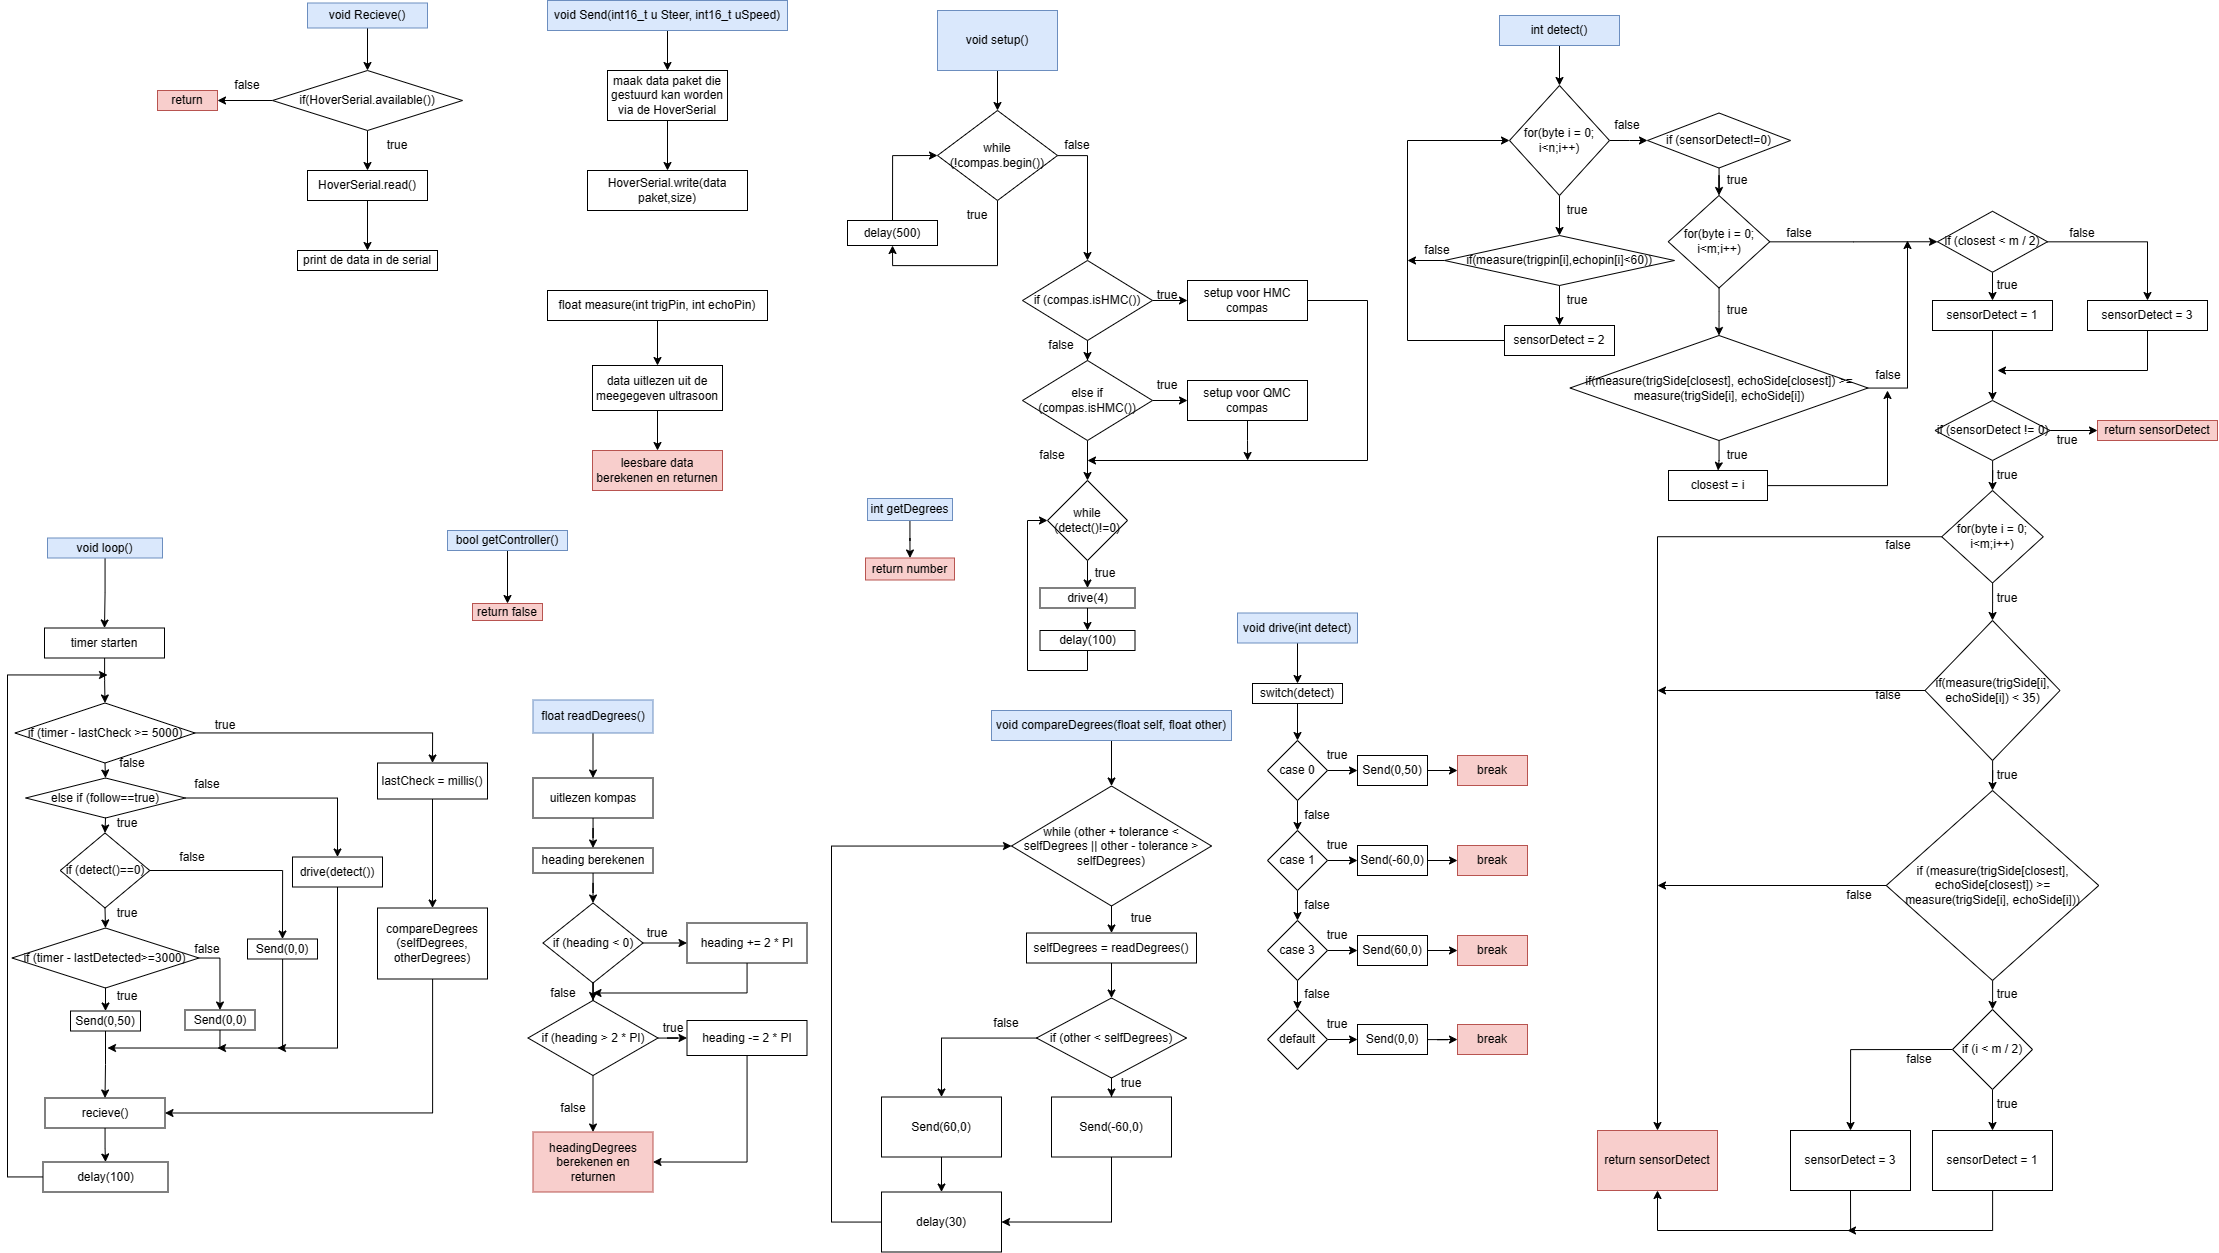 void Recieve()
if(HoverSerial.available())
false
return
true
HoverSerial.read()
print de data in de serial
void Send(int16_t u Steer, int16_t uSpeed)
maak data paket die
gestuurd kan worden
via de HoverSerial
HoverSerial.write(data
paket,size)
float measure(int trigPin, int echoPin)
data uitlezen uit de
meegegeven ultrasoon
leesbare data
berekenen en returnen
void setup()
while
(!compas.begin())
false
true
delay(500)
if (compas.isHMC())
true
setup voor HMC
compas
false
else if
(compas.isHMC())
true
setup voor QMC
compas
false
while
(detect()!=0)
true
drive(4)
delay(100)
int getDegrees
return number
bool getController()
return false
int detect()
for(byte i = 0;
i<n;i++)
false
if (sensorDetect!=0)
true
true
if(measure(trigpin[i],echopin[i]<60))
false
true
sensorDetect = 2
for(byte i = 0;
i<m;i++)
false
true
if(measure(trigSide[closest], echoSide[closest]) >=
measure(trigSide[i], echoSide[i])
false
true
closest = i
if (closest < m / 2)
false
true
sensorDetect = 1
sensorDetect = 3
if (sensorDetect != 0)
true
return sensorDetect
true
for(byte i = 0;
i<m;i++)
false
true
if(measure(trigSide[i],
echoSide[i]) < 35)
false
true
if (measure(trigSide[closest],
echoSide[closest]) >=
measure(trigSide[i], echoSide[i]))
false
true
if (i < m / 2)
false
true
return sensorDetect
sensorDetect = 3
sensorDetect = 1
void loop()
timer starten
if (timer - lastCheck >= 5000)
true
false
else if (follow==true)
false
true
if (detect()==0)
false
true
if (timer - lastDetected>=3000)
false
true
Send(0,50)
Send(0,0)
Send(0,0)
drive(detect())
lastCheck = millis()
compareDegrees
(selfDegrees,
otherDegrees)
recieve()
delay(100)
float readDegrees()
uitlezen kompas
heading berekenen
if (heading < 0)
true
heading += 2 * PI
false
if (heading > 2 * PI)
true
heading -= 2 * PI
false
headingDegrees
berekenen en
returnen
void compareDegrees(float self, float other)
while (other + tolerance <
selfDegrees || other - tolerance >
selfDegrees)
true
selfDegrees = readDegrees()
if (other < selfDegrees)
false
true
Send(60,0)
Send(-60,0)
delay(30)
void drive(int detect)
switch(detect)
case 0
true
Send(0,50)
break
false
case 1
true
Send(-60,0)
break
false
case 3
true
Send(60,0)
break
false
default
true
Send(0,0)
break